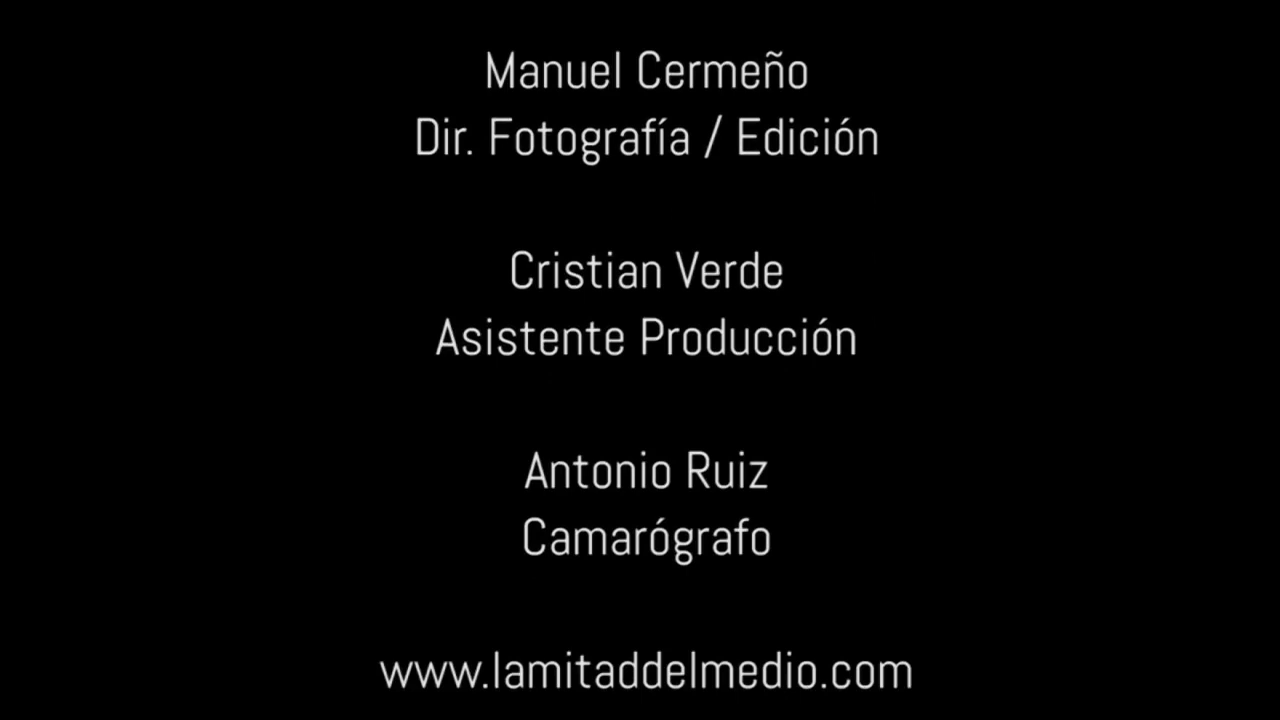 Manuel Cermeño
Dir. Fotografía / Edición
Cristian Verde
Asistente Producción
Antonio Ruiz
Camarógrafo
www.lamitaddelmedio.com